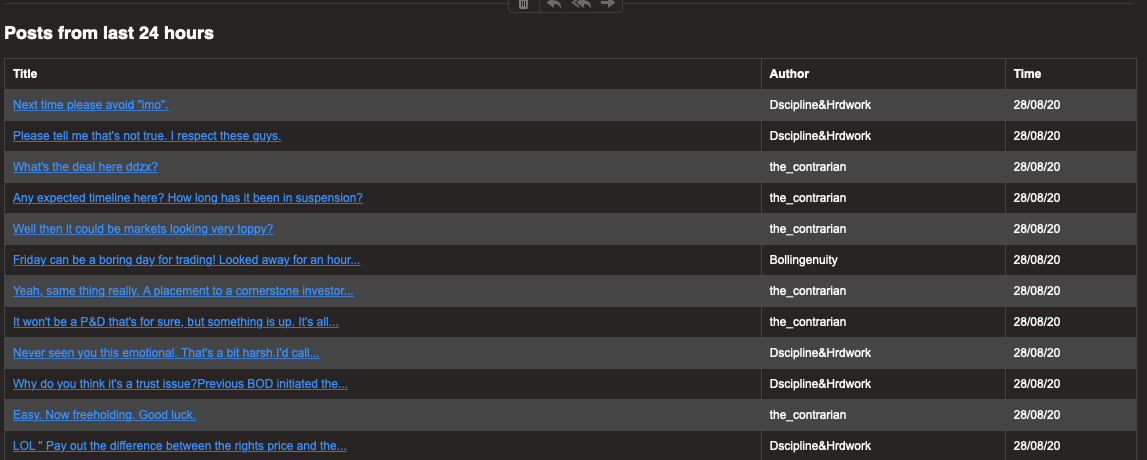 Posts from last 24 hours
Title Author Time
Next time please avoid "imo". Dscipline&Hrdwork 28/08/20
Please tell me that's not true. I respect these guys. Dscipline&Hrdwork 28/08/20
What's the deal here ddzx? the_contrarian 28/08/20
Any expected timeline here? How long has it been in suspension? the_contrarian 28/08/20
Well then it could be markets looking very toppy? the_contrarian 28/08/20
Friday can be a boring day for trading! Looked away for an hour... Bollingenuity 28/08/20
Yeah, same thing really. A placement to a cornerstone investor... the_contrarian 28/08/20
It won't be a P&D that's for sure, but something is up. It's all... the_contrarian 28/08/20
Never seen you this emotional. That's a bit harsh.I'd call... Dscipline&Hrdwork 28/08/20
Why do you think it's a trust issue?Previous BOD initiated the... Dscipline&Hrdwork 28/08/20
Easy. Now freeholding. Good luck. the_contrarian 28/08/20
LOL " Pay out the difference between the rights price and the... Dscipline&Hrdwork 28/08/20